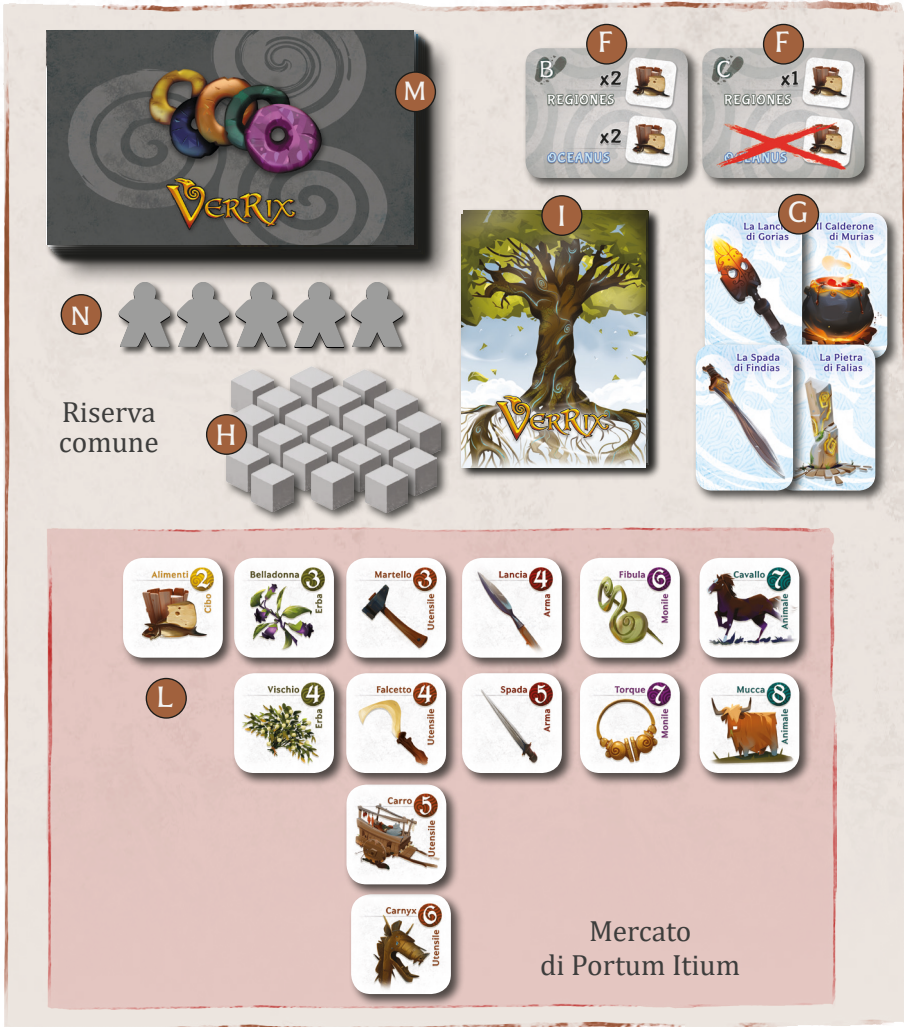 M
VERRIX
F
B
x2
REGIONES
x2
OCEANUS
F
C
x1
REGIONES
OCEANUS
I
VERRIX
G
La Lancia
di Gorias
Il Calderone
di Murias
La Spada
di Findias
La Pietra
di Falias
N
Riserva
comune
H
Alimenti 2
Cibo
Belladonna 3
Erba
Martello 3
Utensile
Lancia 4
Arma
Fibula 6
Monile
Cavallo 7
Animale
L
Vischio 4
Erba
Falcetto 4
Utensile
Spada 5
Arma
Torque 7
Monile
Mucca 8
Animale
Carro 5
Utensile
Carnyx 6
Utensile
Mercato
di Portum Itium